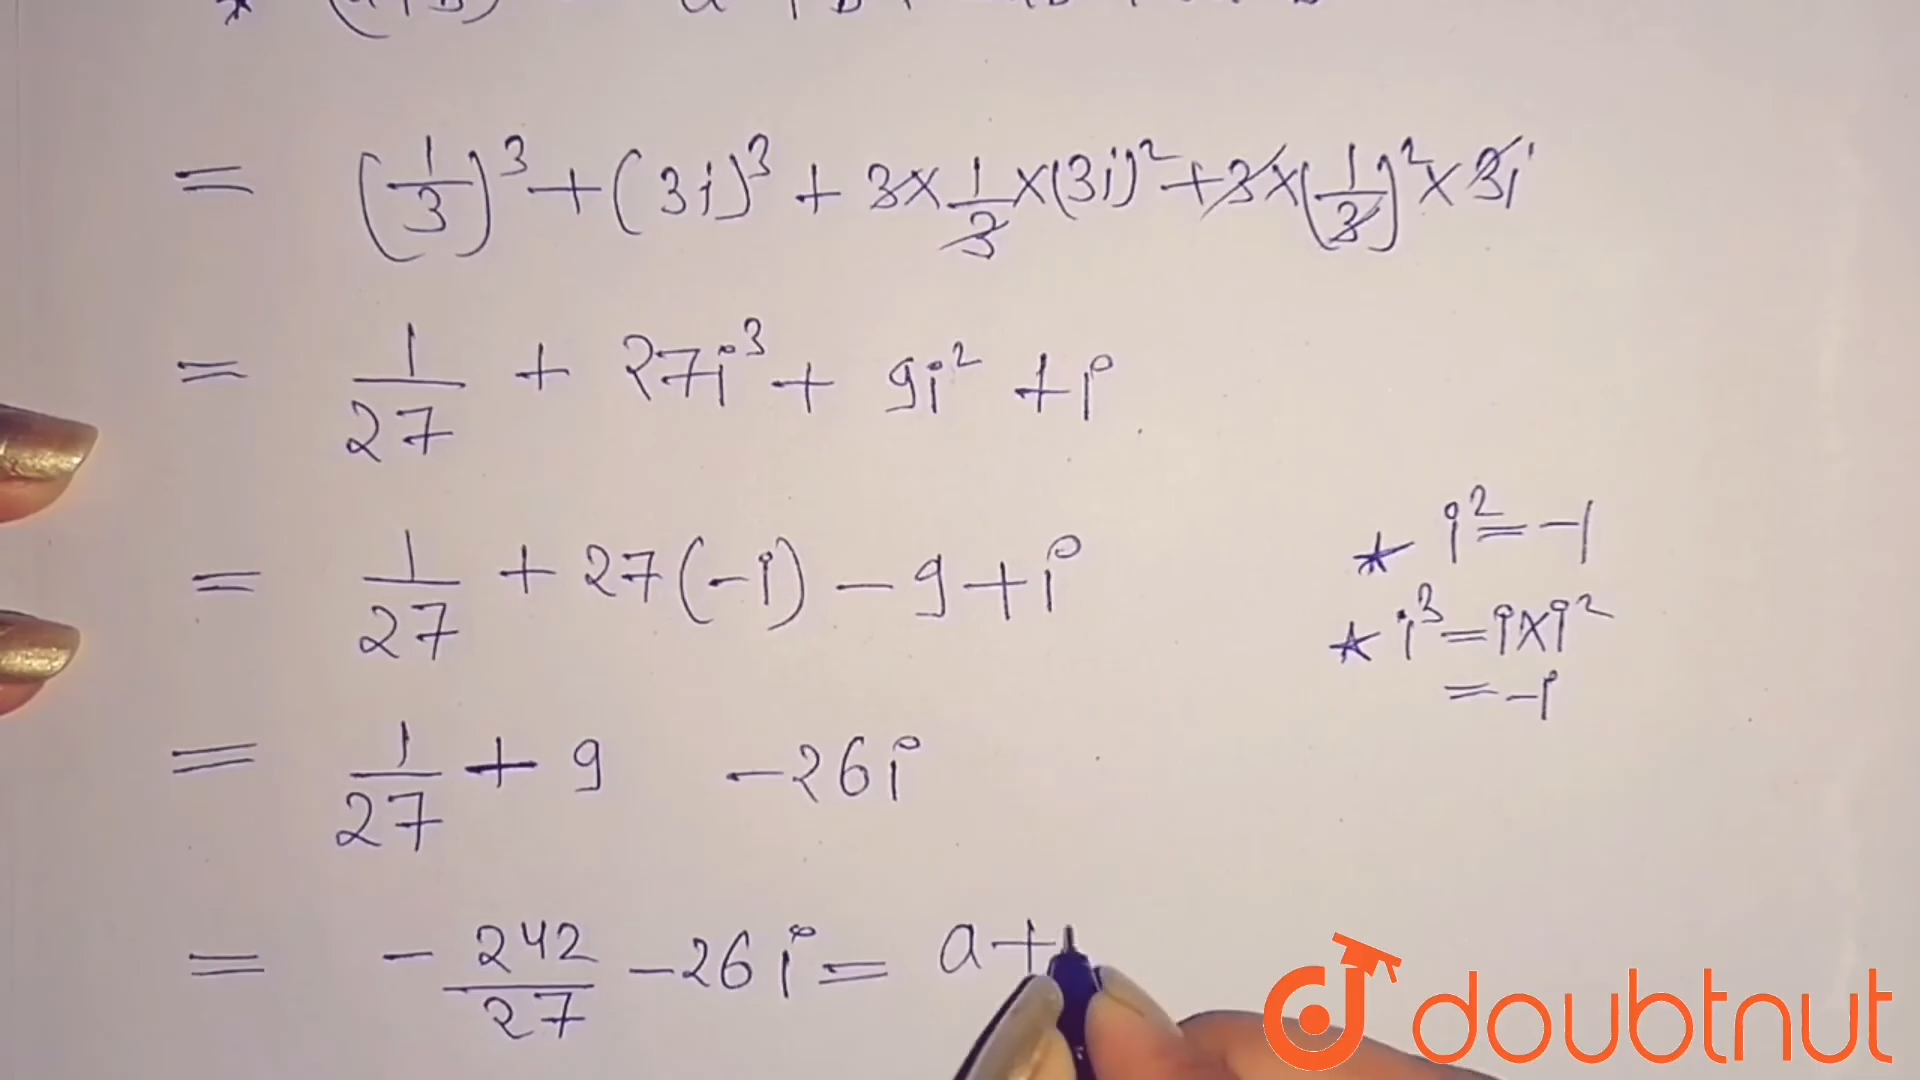 = (1/3)³ + (3i)³ + 3 × 1/3 × (3i)² + 3 × (1/3)² × 3i
= 1/27 + 27i³ + 9i² + i
= 1/27 + 27(-i) - 9 + i
* i² = -1
* i³ = i × i²
= -i
= 1/27 + 9 -26i
= - 242/27 - 26i = a+
doubtnut